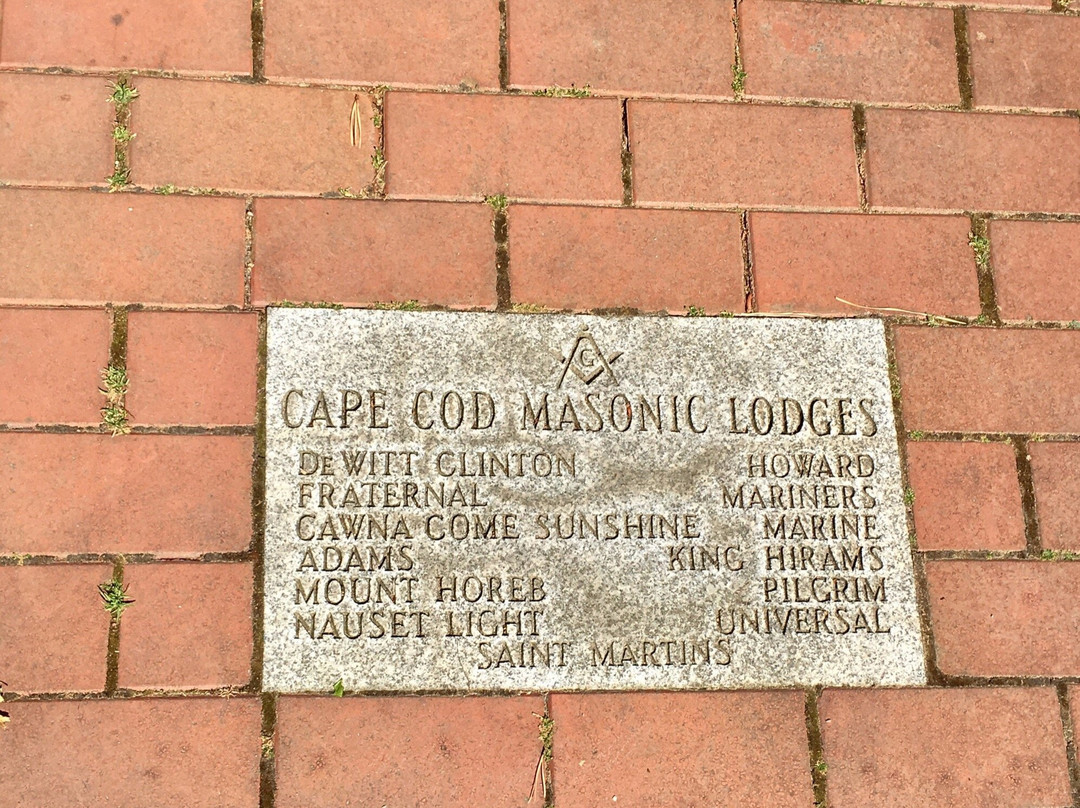 G
CAPE COD MASONIC LODGES
DEWITT CLINTON HOWARD
FRATERNAL MARINERS
CAWNA COME SUNSHINE MARINE
ADAMS KING HIRAMS
MOUNT HOREB PILGRIM
NAUSET LIGHT UNIVERSAL
SAINT MARTINS